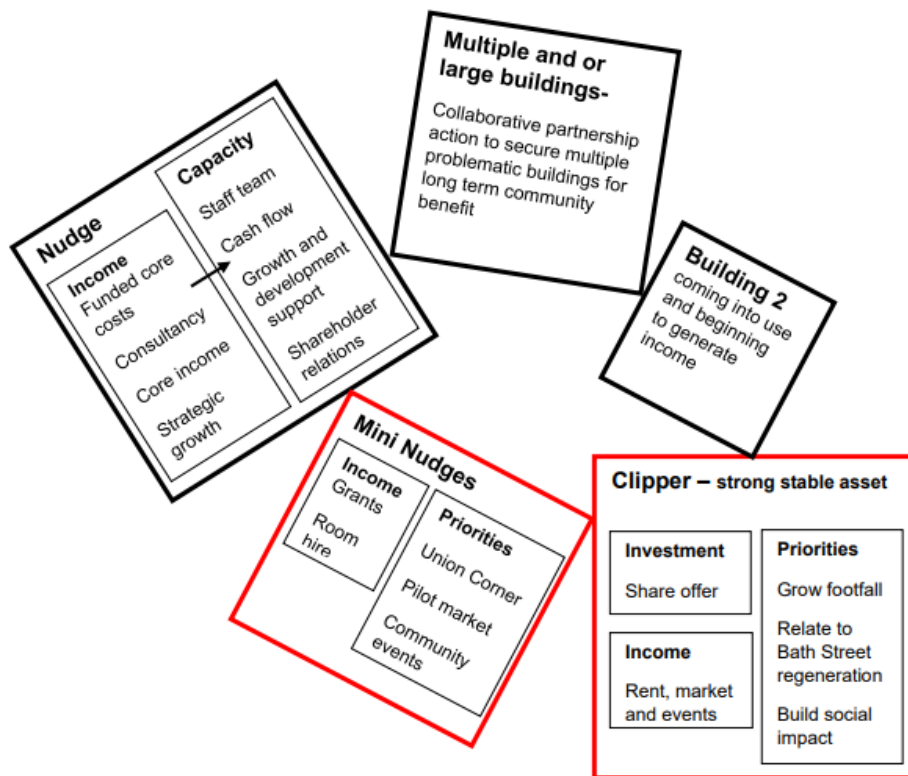 Multiple and or
large buildings-
Collaborative partnership
action to secure multiple
problematic buildings for
long term community
benefit
Nudge
Income
Funded core
costs
Consultancy
Core income
Strategic
growth
Capacity
Staff team
Cash flow
Growth and
development
support
Shareholder
relations
Building 2
coming into use
and beginning
to generate
income
Mini Nudges
Income
Grants
Room
hire
Priorities
Union Corner
Pilot market
Community
events
Clipper – strong stable asset
Investment
Share offer
Income
Rent, market
and events
Priorities
Grow footfall
Relate to
Bath Street
regeneration
Build social
impact